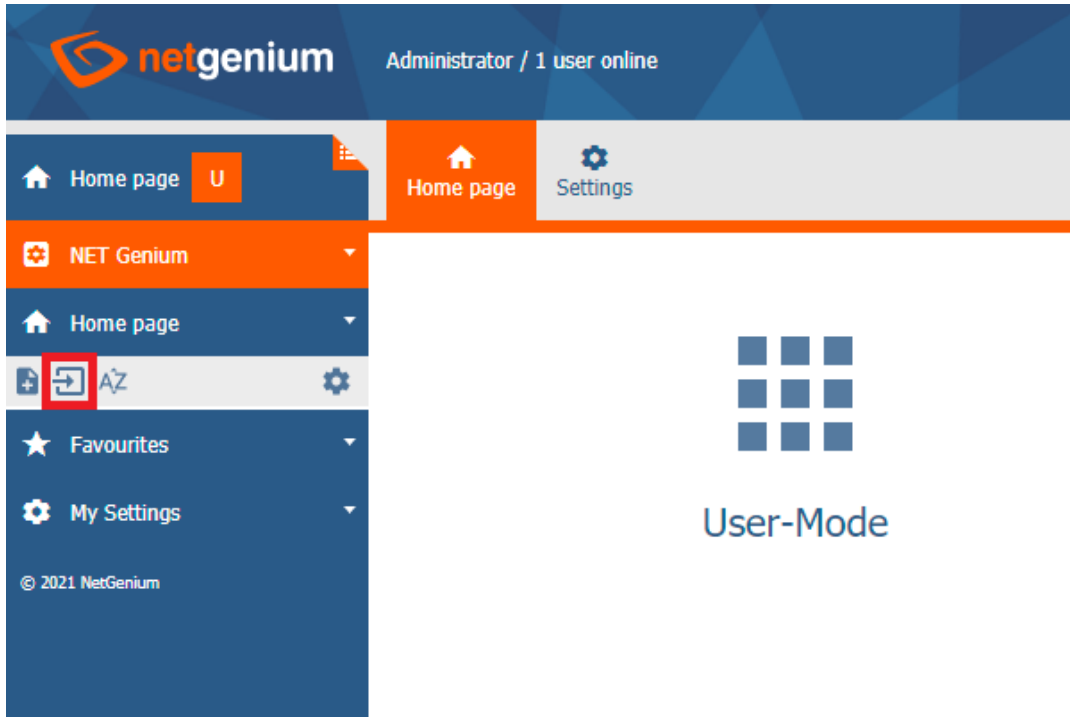 netgenium
Administrator / 1 user online
Home page U
Home page
Settings
NET Genium
Home page
AZ
Favourites
My Settings
© 2021 NetGenium
User-Mode